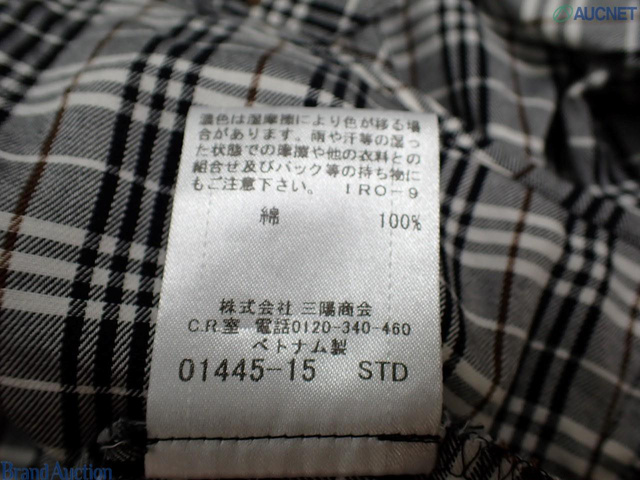 AUCNET
濃色は湿摩擦により色が移る場
合があります。雨や汗等の湿っ
た状態での摩擦や他の衣料との
組合せ及びバック等の持ち物に
もご注意下さい。 IRO-9
綿 100%
株式会社 三陽商会
C.R.室 電話0120-340-460
ベトナム製
01445-15 STD
Brand Auction